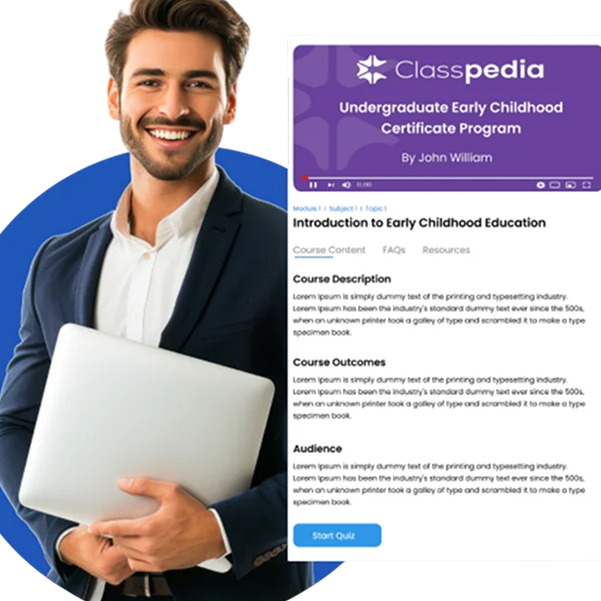 Classpedia
Undergraduate Early Childhood
Certificate Program
By John William
0:00
Module 1 | Subject 1 | Topic 1
Introduction to Early Childhood Education
Course Content FAQs Resources
Course Description
Lorem Ipsum is simply dummy text of the printing and typesetting industry.
Lorem Ipsum has been the industry's standard dummy text ever since the 500s,
when an unknown printer took a galley of type and scrambled it to make a type
specimen book.
Course Outcomes
Lorem Ipsum is simply dummy text of the printing and typesetting industry.
Lorem Ipsum has been the industry's standard dummy text ever since the 500s,
when an unknown printer took a galley of type and scrambled it to make a type
specimen book.
Audience
Lorem Ipsum is simply dummy text of the printing and typesetting industry.
Lorem Ipsum has been the industry's standard dummy text ever since the 500s,
when an unknown printer took a galley of type and scrambled it to make a type
specimen book.
Start Quiz